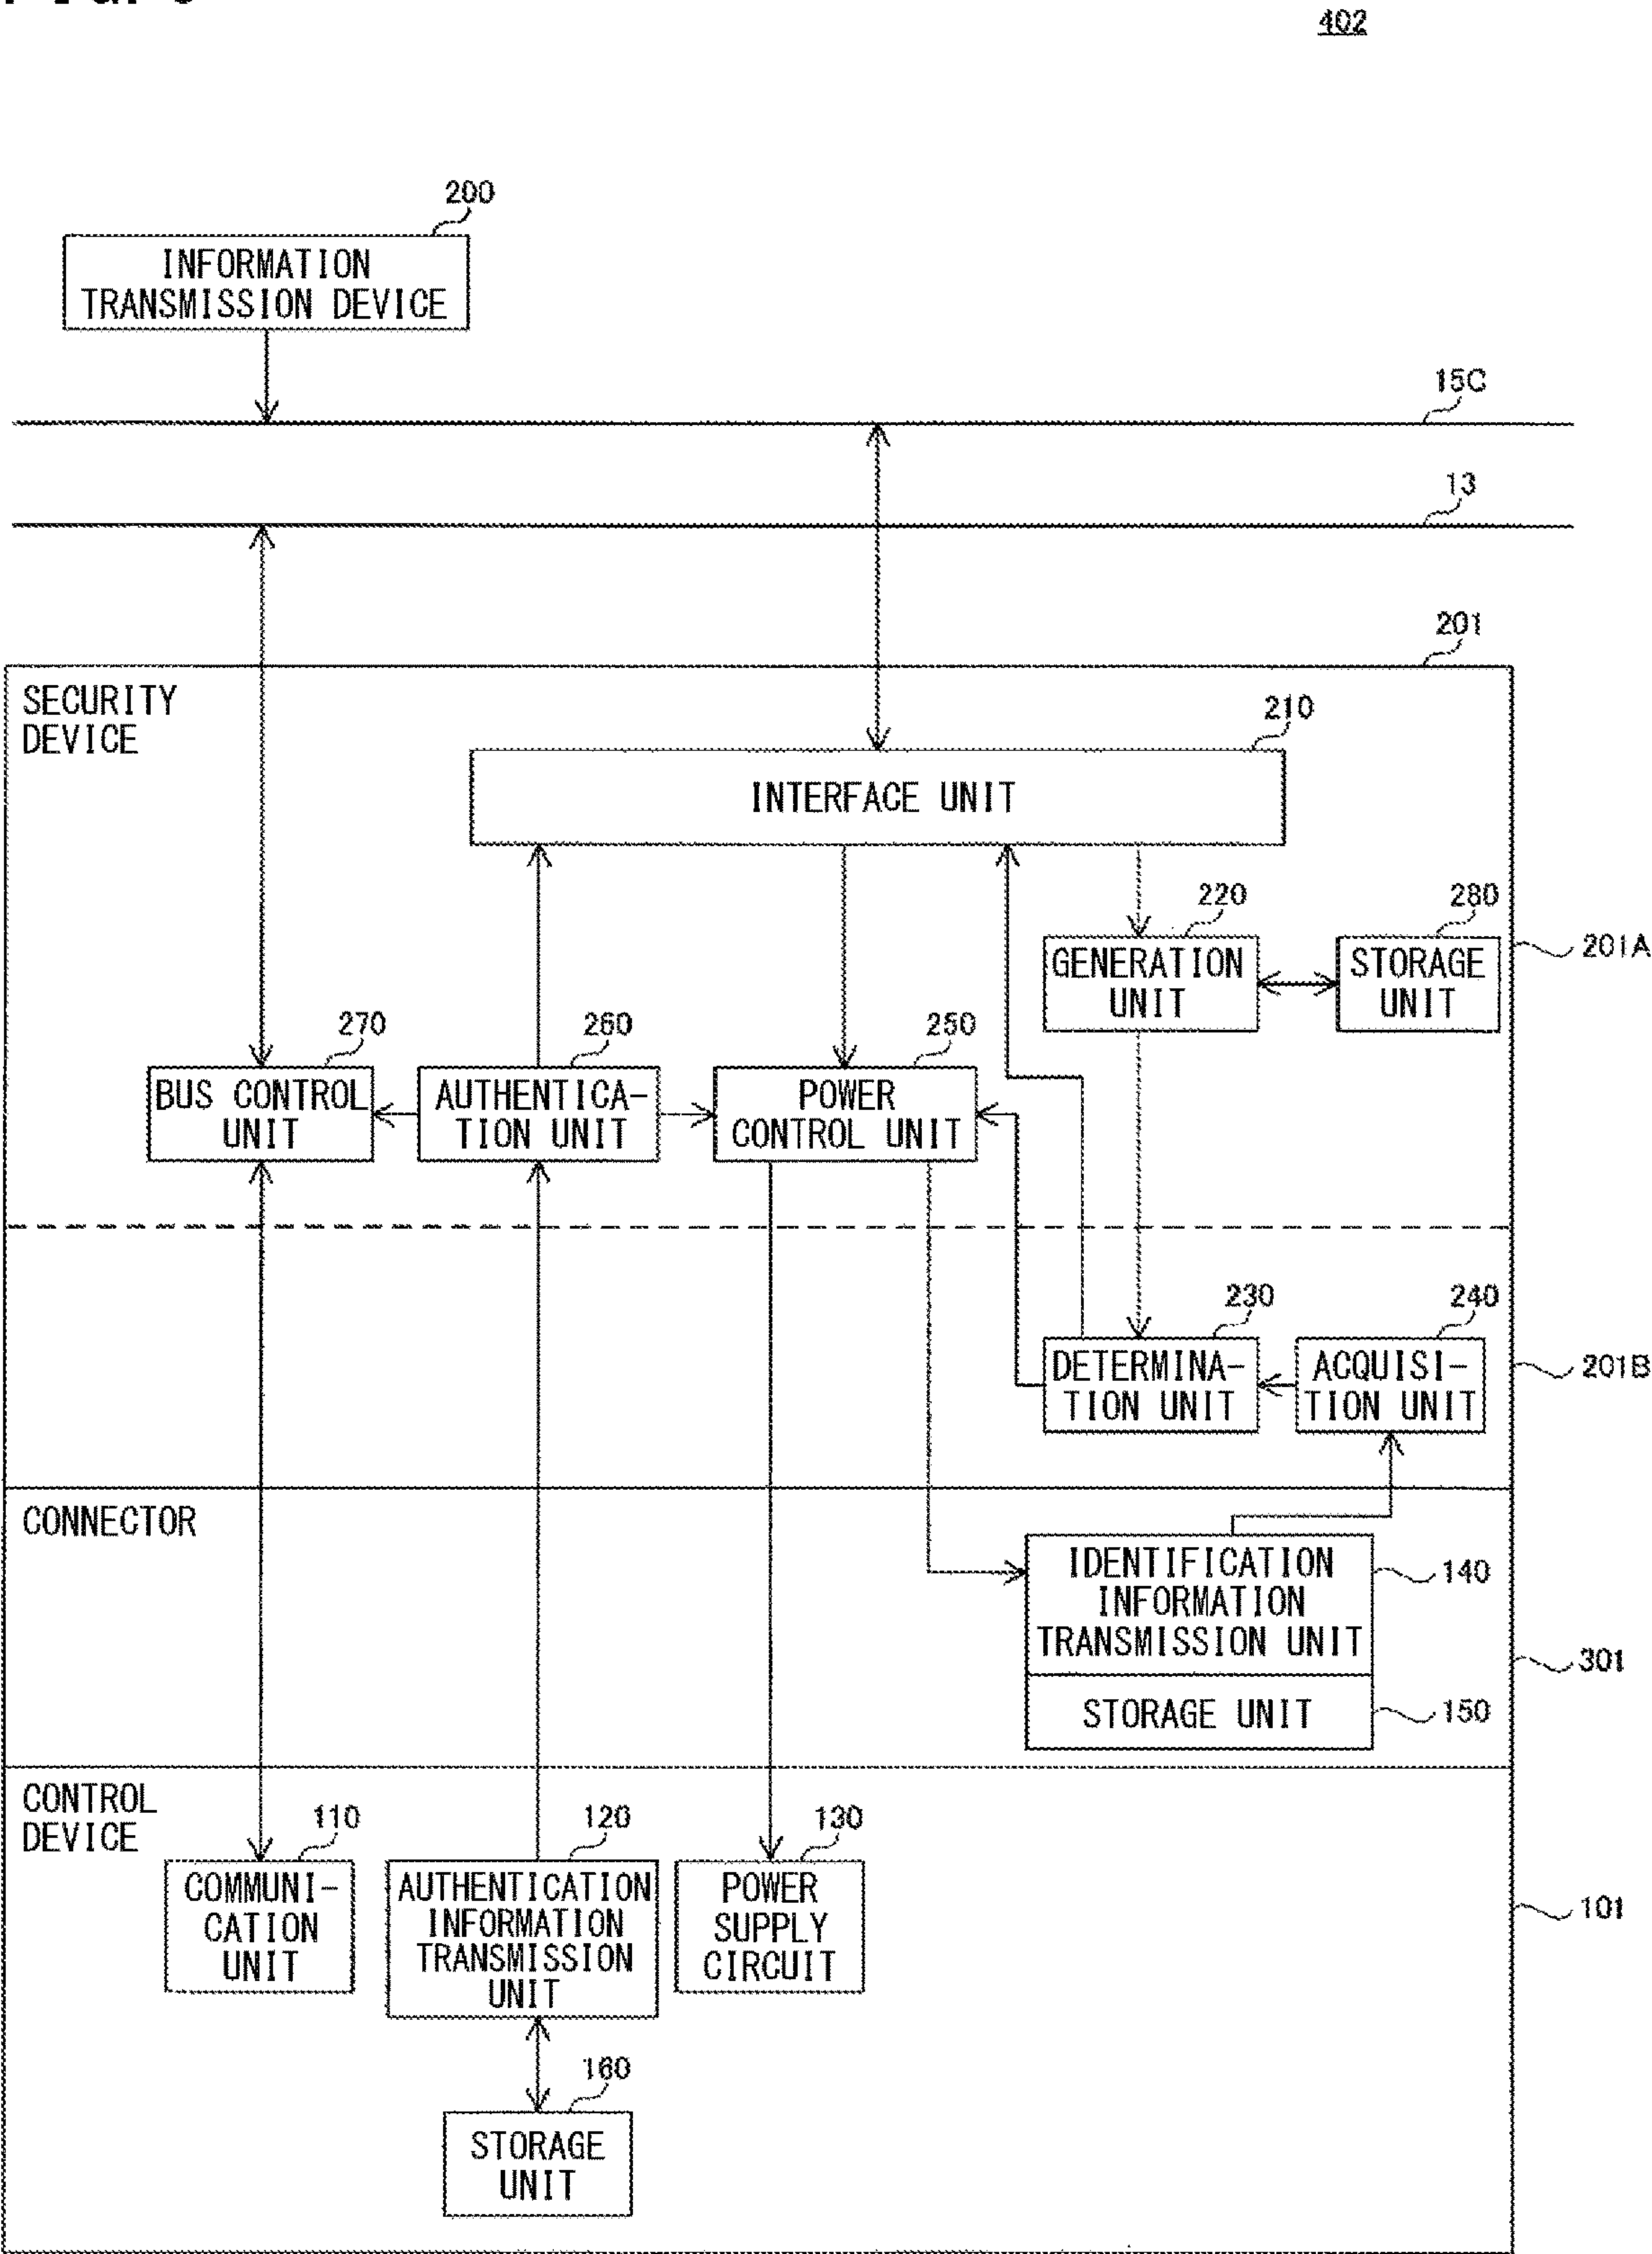 402
200
INFORMATION
TRANSMISSION DEVICE
15C
13
201
SECURITY
DEVICE
210
INTERFACE UNIT
220
280
GENERATION
UNIT
STORAGE
UNIT
201A
270
260
250
BUS CONTROL
UNIT
AUTHENTICA-
TION UNIT
POWER
CONTROL UNIT
230
240
DETERMINA-
TION UNIT
ACQUISI-
TION UNIT
201B
CONNECTOR
IDENTIFICATION
INFORMATION
TRANSMISSION UNIT
140
301
STORAGE UNIT
150
CONTROL
DEVICE
110
120
130
COMMUNI-
CATION
UNIT
AUTHENTICATION
INFORMATION
TRANSMISSION
UNIT
POWER
SUPPLY
CIRCUIT
101
160
STORAGE
UNIT